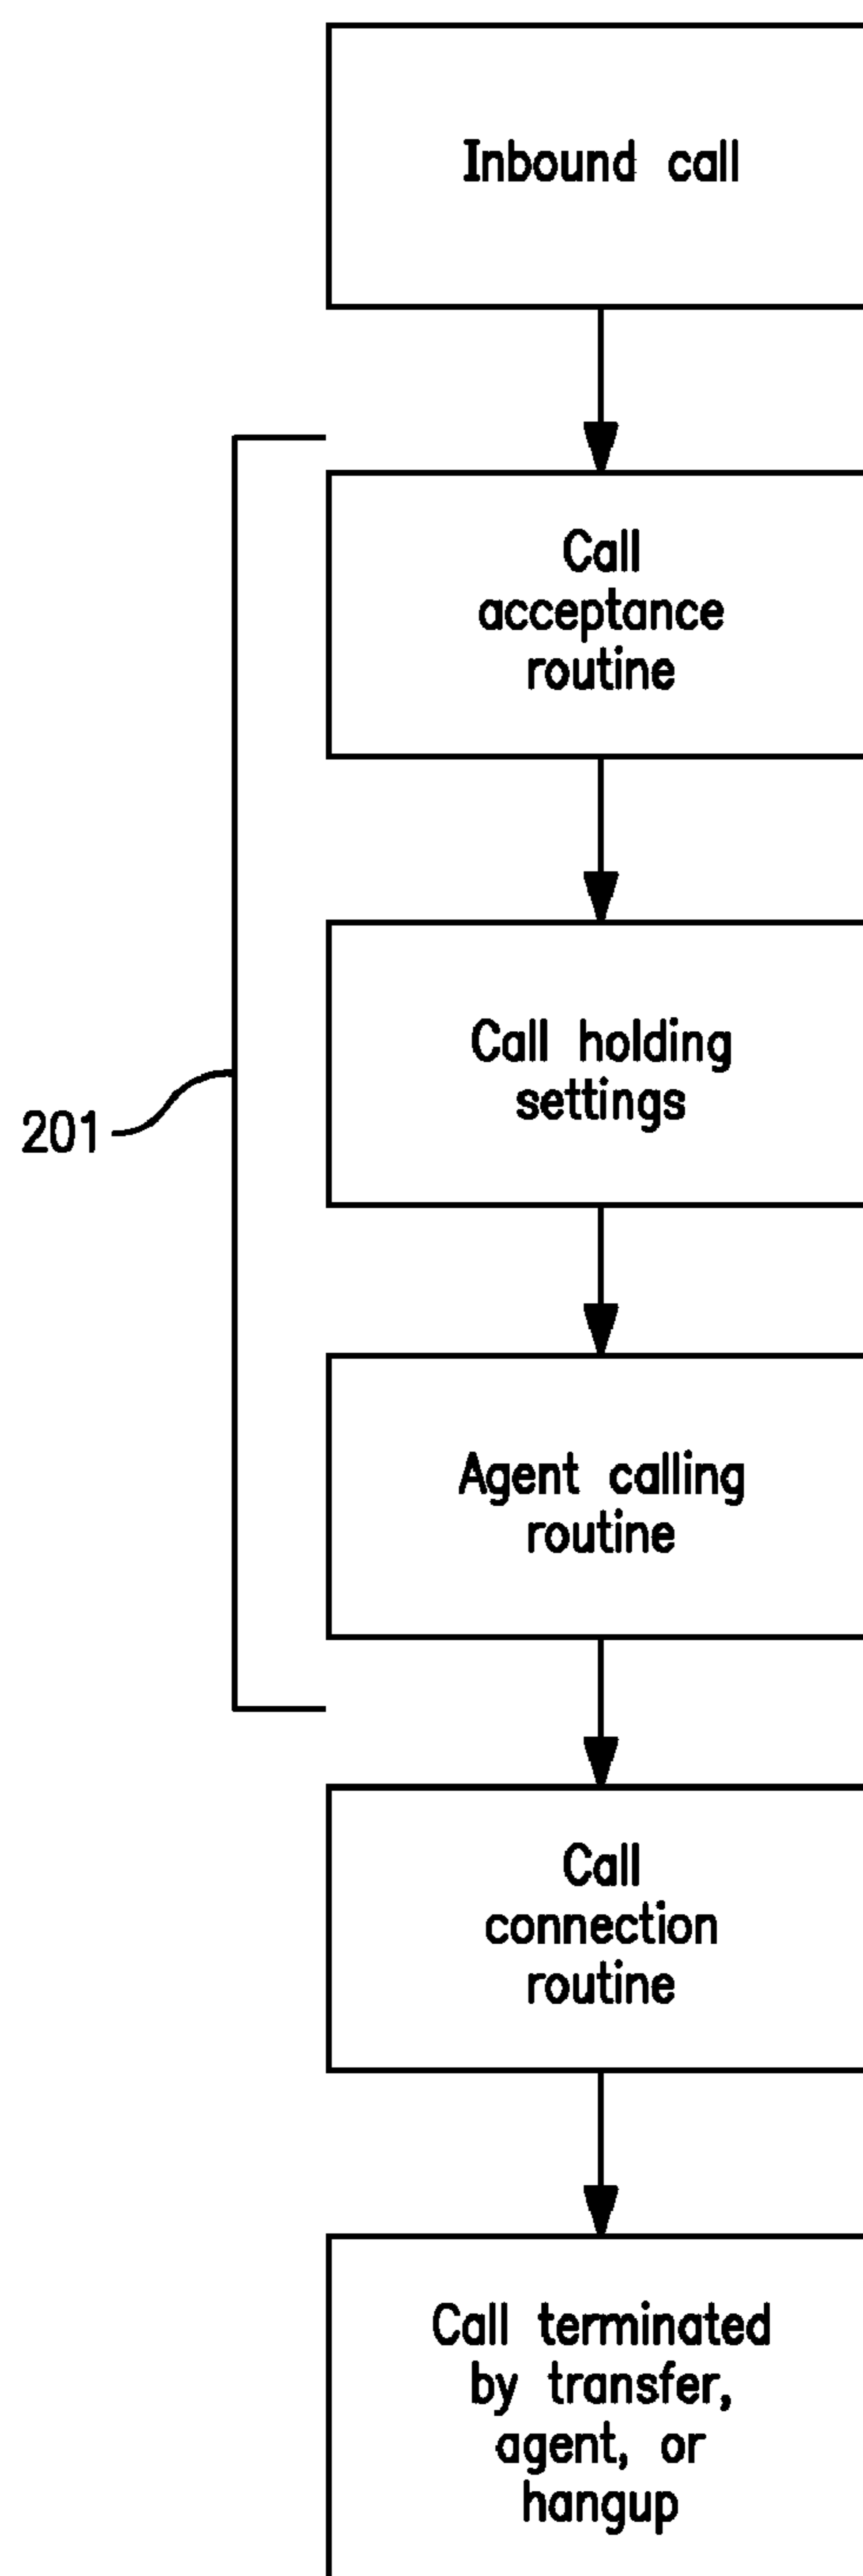 Inbound call
Call
acceptance
routine
Call holding
settings
201
Agent calling
routine
Call
connection
routine
Call terminated
by transfer,
agent, or
hangup